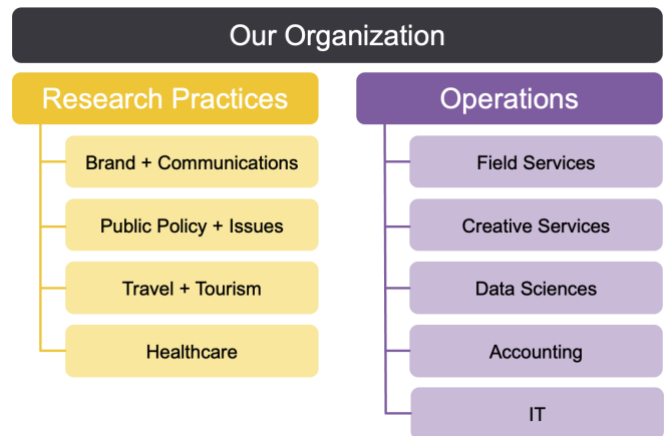 Our Organization
Research Practices
Brand + Communications
Public Policy + Issues
Travel + Tourism
Healthcare
Operations
Field Services
Creative Services
Data Sciences
Accounting
IT